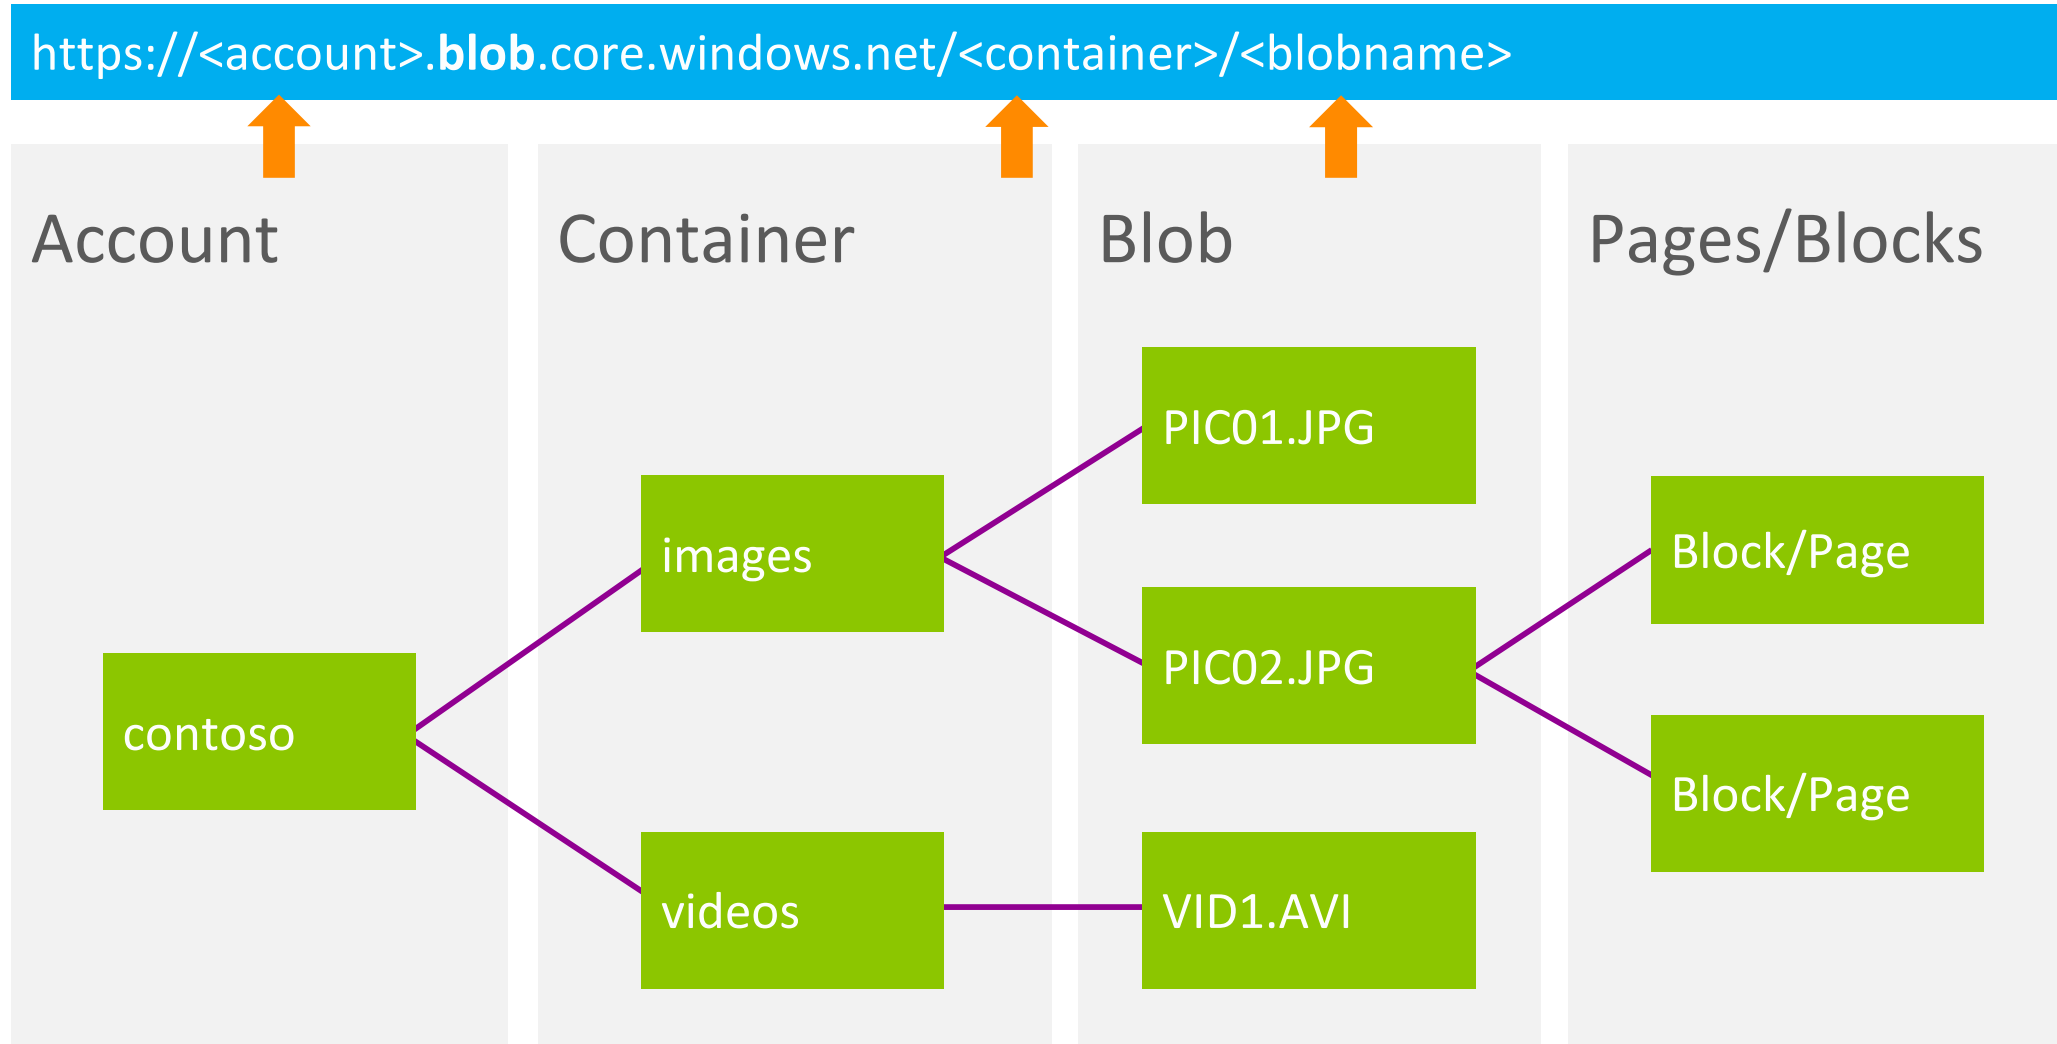 https://<account>.blob.core.windows.net/<container>/<blobname>
Account
Container
Blob
Pages/Blocks
contoso
images
videos
PIC01.JPG
PIC02.JPG
VID1.AVI
Block/Page
Block/Page